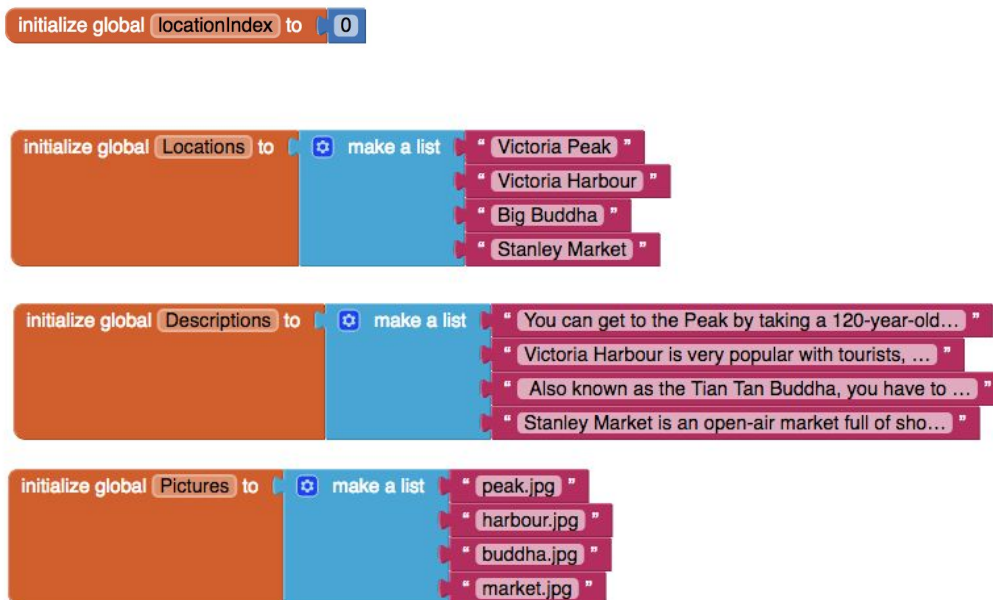 initialize global locationIndex to 0
initialize global Locations to make a list " Victoria Peak "
" Victoria Harbour "
" Big Buddha "
" Stanley Market "
initialize global Descriptions to make a list " You can get to the Peak by taking a 120-year-old... "
" Victoria Harbour is very popular with tourists, ... "
" Also known as the Tian Tan Buddha, you have to ... "
" Stanley Market is an open-air market full of sho... "
initialize global Pictures to make a list " peak.jpg "
" harbour.jpg "
" buddha.jpg "
" market.jpg "